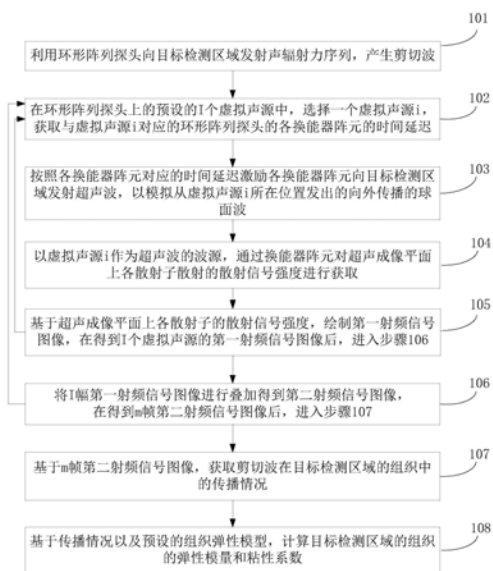 101
利用环形阵列探头向目标检测区域发射声辐射力序列，产生剪切波
102
在环形阵列探头上的预设的I个虚拟声源中，选择一个虚拟声源i，
获取与虚拟声源i对应的环形阵列探头的各换能器阵元的时间延迟
103
按照各换能器阵元对应的时间延迟激励各换能器阵元向目标检测区
域发射超声波，以模拟从虚拟声源i所在位置发出的向外传播的球
面波
104
以虚拟声源i作为超声波的波源，通过换能器阵元对超声成像平面
上各散射子散射的散射信号强度进行获取
105
基于超声成像平面上各散射子的散射信号强度，绘制第一射频信号
图像，在得到I个虚拟声源的第一射频信号图像后，进入步骤106
106
将I幅第一射频信号图像进行叠加得到第二射频信号图像，
在得到m帧第二射频信号图像后，进入步骤107
107
基于m帧第二射频信号图像，获取剪切波在目标检测区域的组织中
的传播情况
108
基于传播情况以及预设的组织弹性模型，计算目标检测区域的组织
的弹性模量和粘性系数